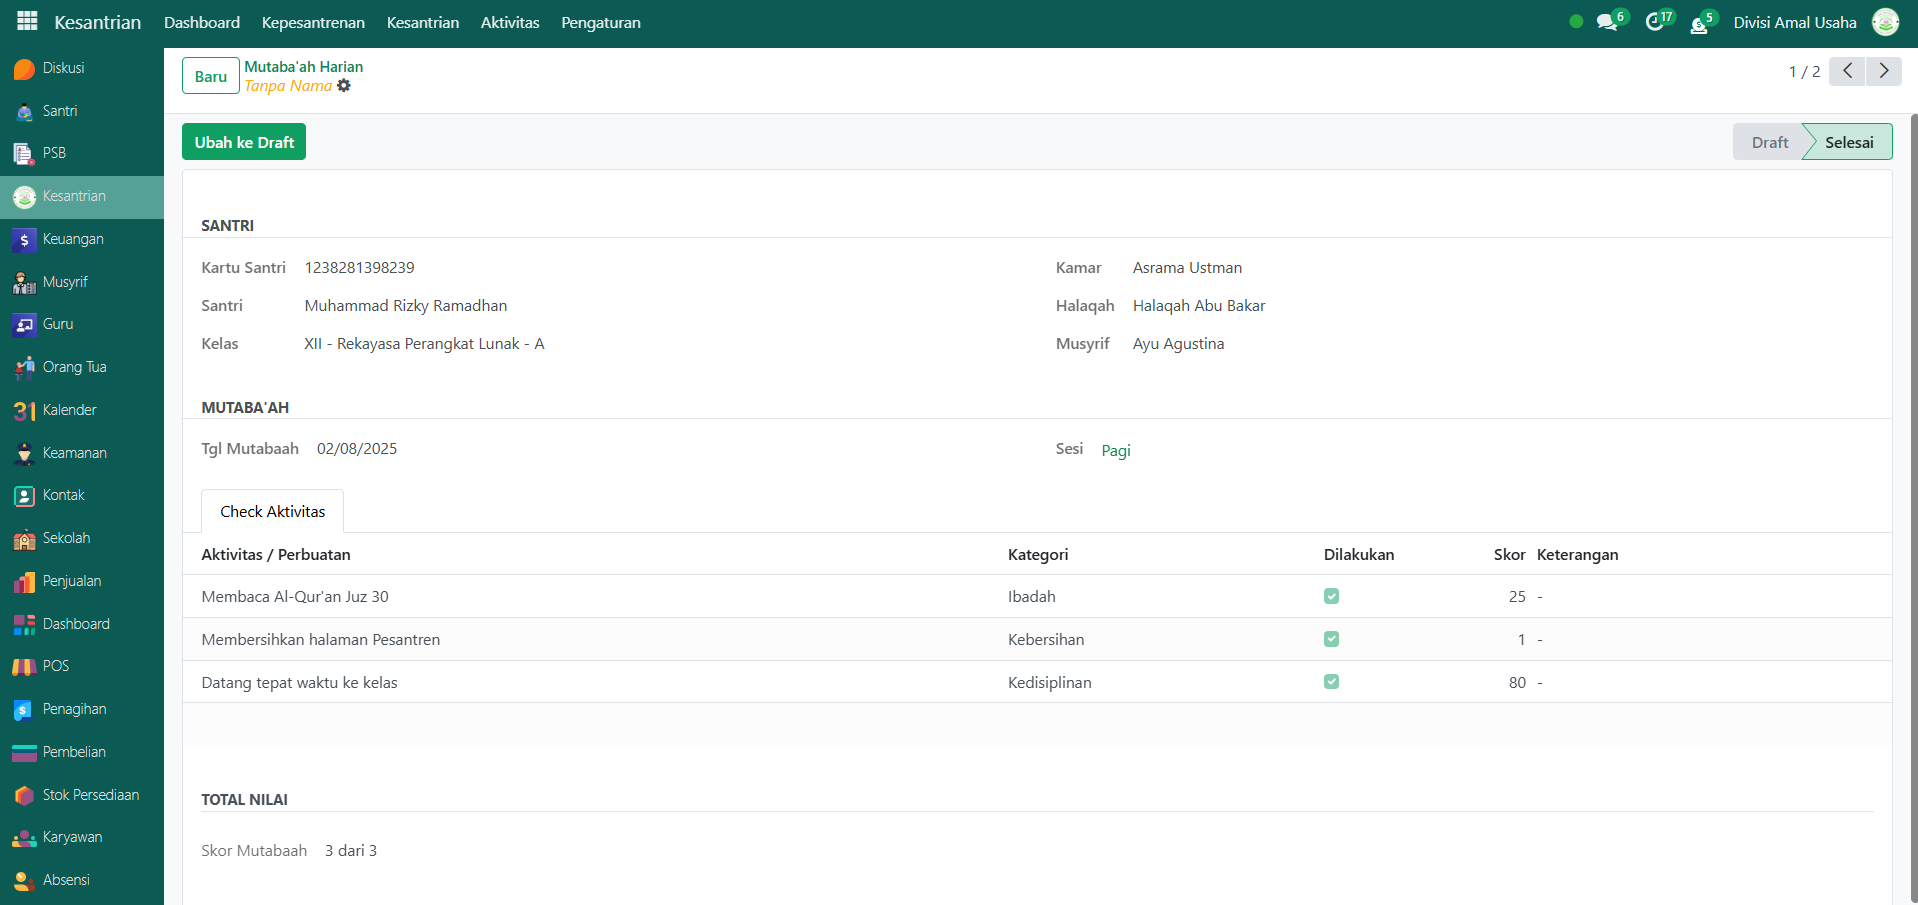 Kesantrian Dashboard Kepesantrenan Kesantrian Aktivitas Pengaturan 6 17 5 Divisi Amal Usaha
Diskusi
Santri
PSB
Kesantrian
Keuangan
Musyrif
Guru
Orang Tua
31 Kalender
Keamanan
Kontak
Sekolah
Penjualan
Dashboard
POS
Penagihan
Pembelian
Stok Persediaan
Karyawan
Absensi
Baru
Mutaba'ah Harian
Tanpa Nama
1 / 2
Ubah ke Draft
Draft Selesai
SANTRI
Kartu Santri 1238281398239 Kamar Asrama Ustman
Santri Muhammad Rizky Ramadhan Halaqah Halaqah Abu Bakar
Kelas XII - Rekayasa Perangkat Lunak - A Musyrif Ayu Agustina
MUTABA'AH
Tgl Mutabaah 02/08/2025 Sesi Pagi
Check Aktivitas
Aktivitas / Perbuatan Kategori Dilakukan Skor Keterangan
Membaca Al-Qur'an Juz 30 Ibadah 25 -
Membersihkan halaman Pesantren Kebersihan 1 -
Datang tepat waktu ke kelas Kedisiplinan 80 -
TOTAL NILAI
Skor Mutabaah 3 dari 3